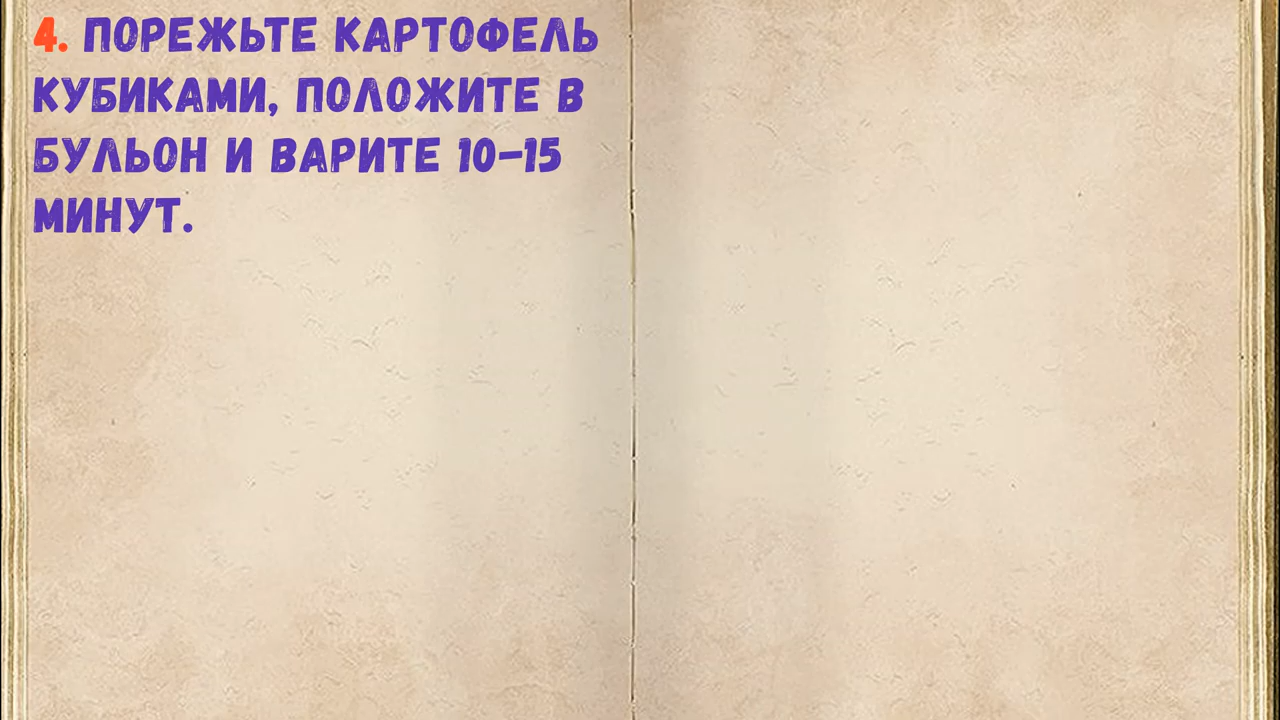 4. ПОРЕЖЬТЕ КАРТОФЕЛЬ
КУБИКАМИ, ПОЛОЖИТЕ В
БУЛЬОН И ВАРИТЕ 10-15
МИНУТ.